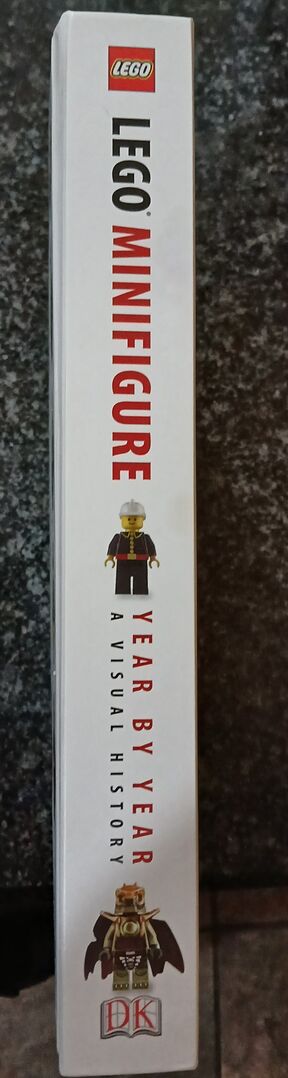 LEGO
LEGO® MINIFIGURE
YEAR BY YEAR
A VISUAL HISTORY
DK